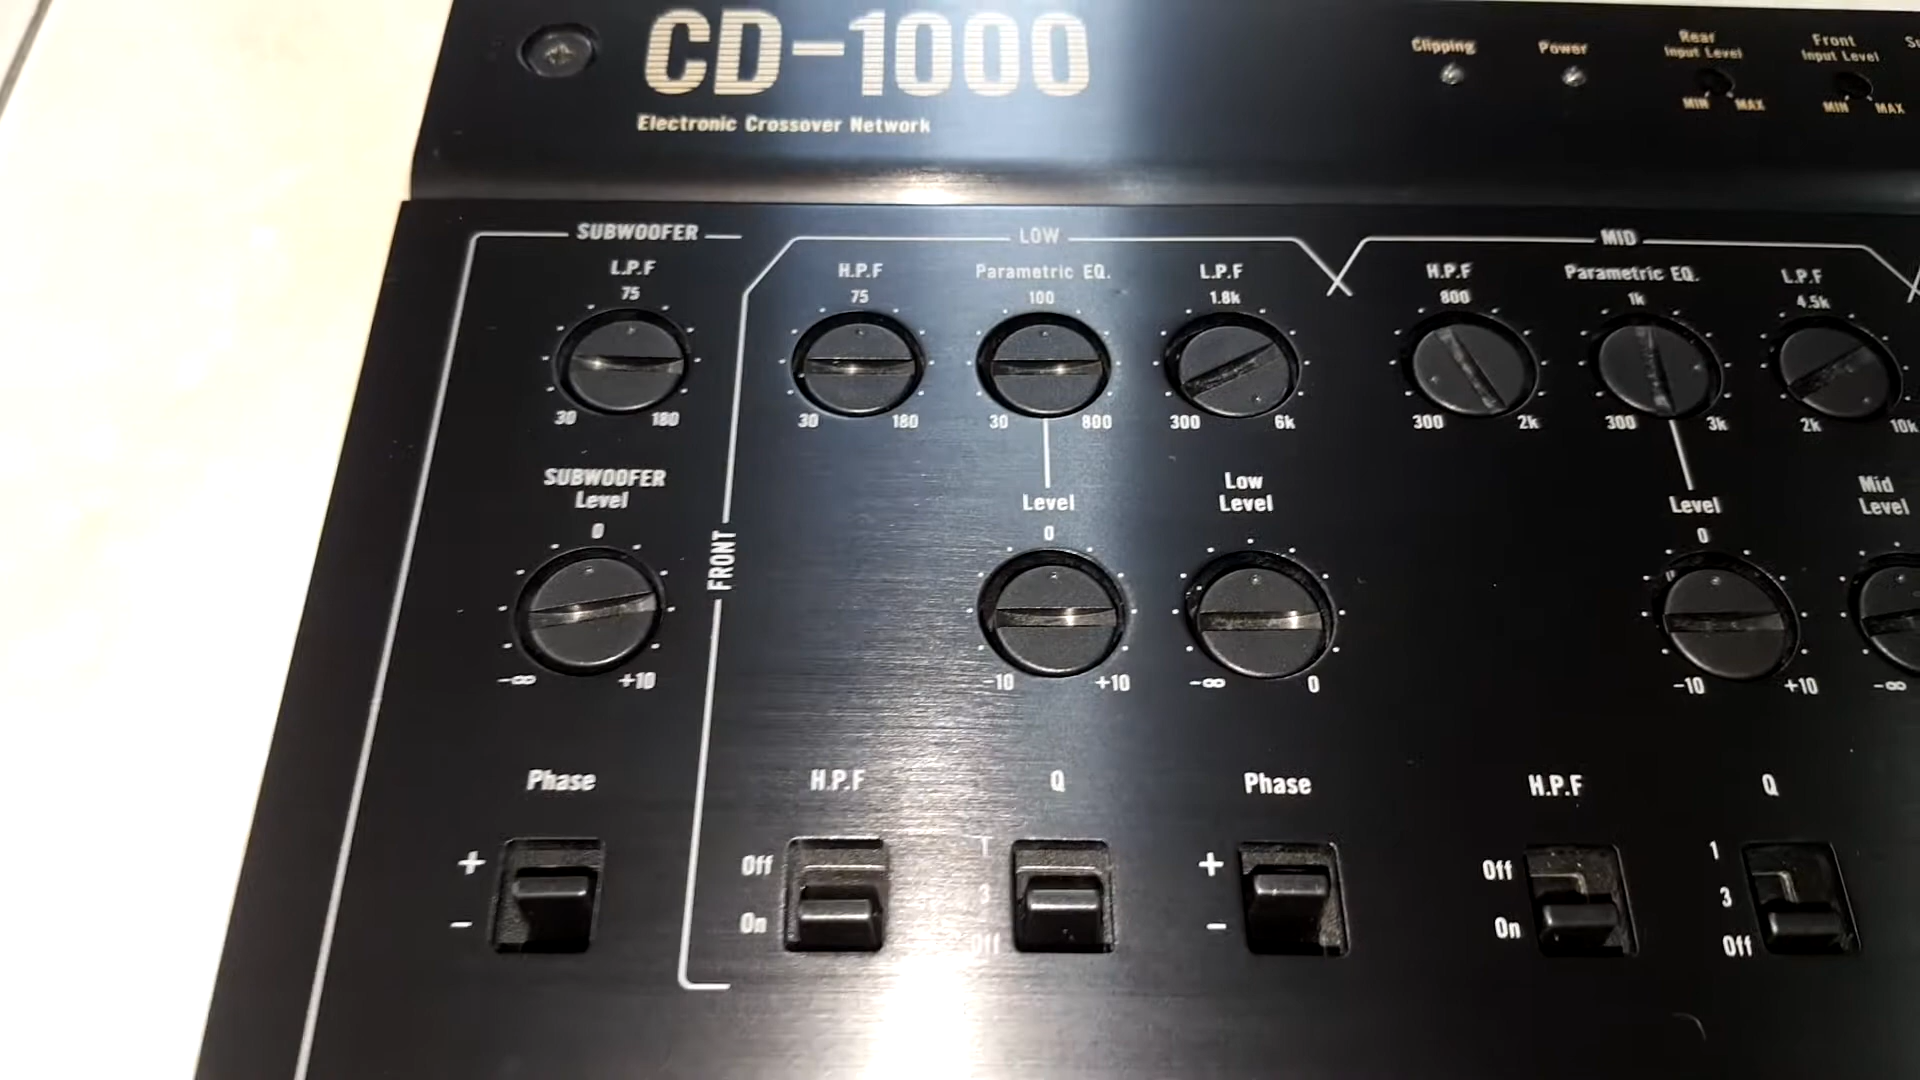 CD-1000
Electronic Crossover Network
Clipping
Power
Rear
Input Level
MIN MAX
Front
Input Level
MIN MAX
SUBWOOFER
L.P.F
75
30 180
SUBWOOFER
Level
0
-∞ +10
Phase
+
-
FRONT
LOW
H.P.F
75
30 180
Parametric EQ.
100
30 800
L.P.F
1.8k
300 6k
Level
0
-10 +10
Low
Level
-∞ 0
H.P.F
Off
On
Q
1
3
Off
Phase
+
-
MID
H.P.F
800
300 2k
Parametric EQ.
1k
300 3k
L.P.F
4.5k
2k 10k
Level
0
-10 +10
Mid
Level
-∞
H.P.F
Off
On
Q
1
3
Off